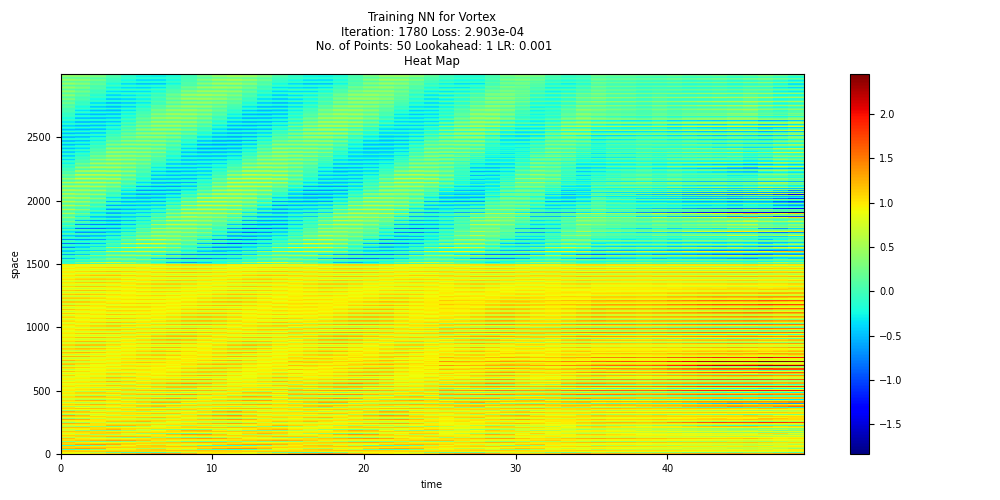 Training NN for Vortex
Iteration: 1780 Loss: 2.903e-04
No. of Points: 50 Lookahead: 1 LR: 0.001
Heat Map
2500
2000
1500
1000
500
0
space
0 10 20 30 40
time
2.0
1.5
1.0
0.5
0.0
−0.5
−1.0
−1.5